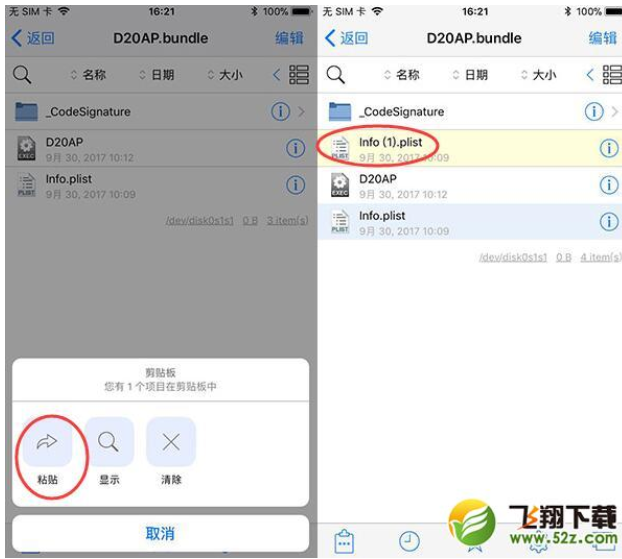 无 SIM 卡 16:21 100%
返回 D20AP.bundle 编辑
名称 日期 大小
_CodeSignature
D20AP
EXEC 9月 30, 2017 10:12
Info.plist
PLIST 9月 30, 2017 10:09
/dev/disk0s1s1 0 B 3 item(s)
剪贴板
您有 1 个项目在剪贴板中
粘贴 显示 清除
取消
无 SIM 卡 16:21 100%
返回 D20AP.bundle 编辑
名称 日期 大小
_CodeSignature
Info (1).plist
PLIST 9月 30, 2017 10:09
D20AP
EXEC 9月 30, 2017 10:12
Info.plist
PLIST 9月 30, 2017 10:09
/dev/disk0s1s1 0 B 4 item(s)
飞翔下载
www.52z.com